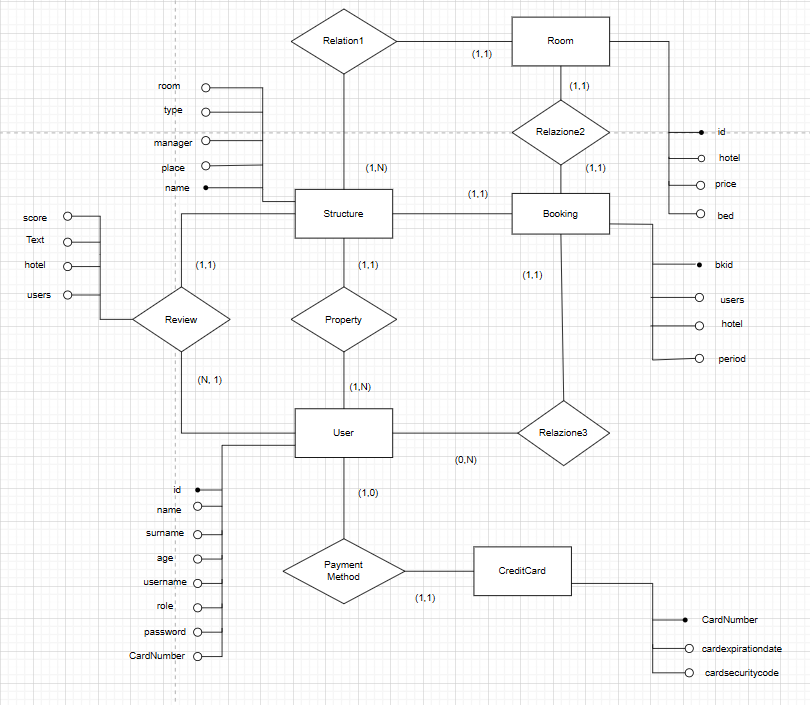 Relation1
(1,1)
Room
room
type
manager
place
name
(1,N)
(1,1)
Relazione2
(1,1)
id
hotel
price
bed
Structure
(1,1)
Booking
score
Text
hotel
users
(1,1)
(1,1)
(1,1)
bkid
users
hotel
period
Review
Property
(N, 1)
(1,N)
User
(0,N)
Relazione3
id
name
surname
age
username
role
password
CardNumber
(1,0)
Payment
Method
(1,1)
CreditCard
CardNumber
cardexpirationdate
cardsecuritycode